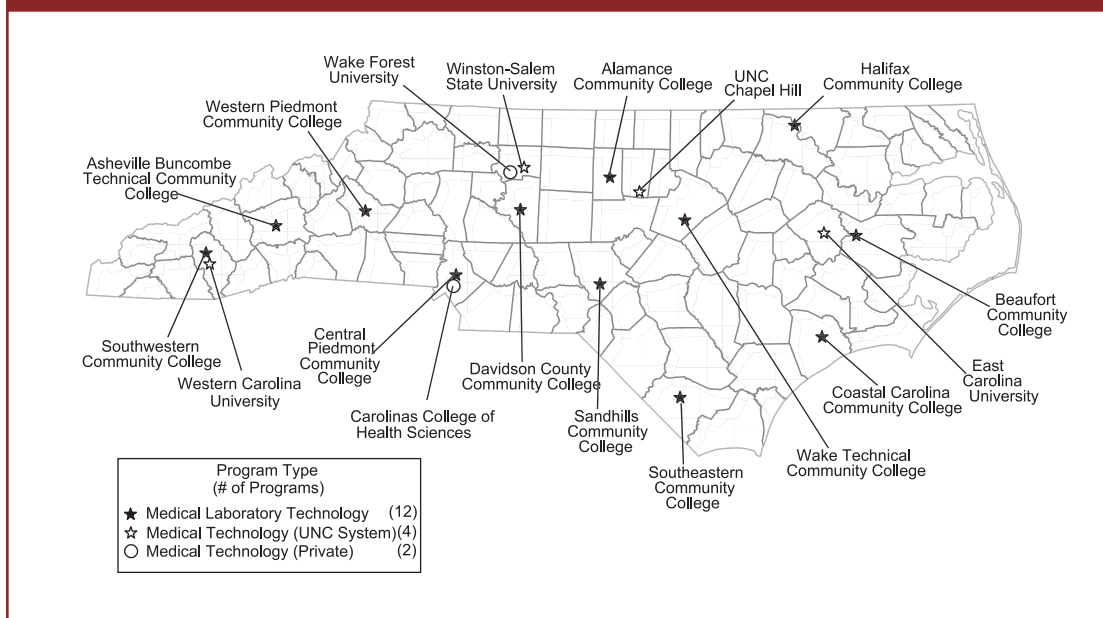 Wake Forest
University
Winston-Salem
State University
Alamance
Community College
UNC
Chapel Hill
Halifax
Community College
Western Piedmont
Community College
Asheville Buncombe
Technical Community
College
Southwestern
Community College
Western Carolina
University
Central
Piedmont
Community
College
Carolinas College of
Health Sciences
Davidson County
Community College
Sandhills
Community
College
Southeastern
Community
College
Wake Technical
Community College
Coastal Carolina
Community College
East
Carolina
University
Beaufort
Community
College
Program Type
(# of Programs)
Medical Laboratory Technology (12)
Medical Technology (UNC System) (4)
Medical Technology (Private) (2)